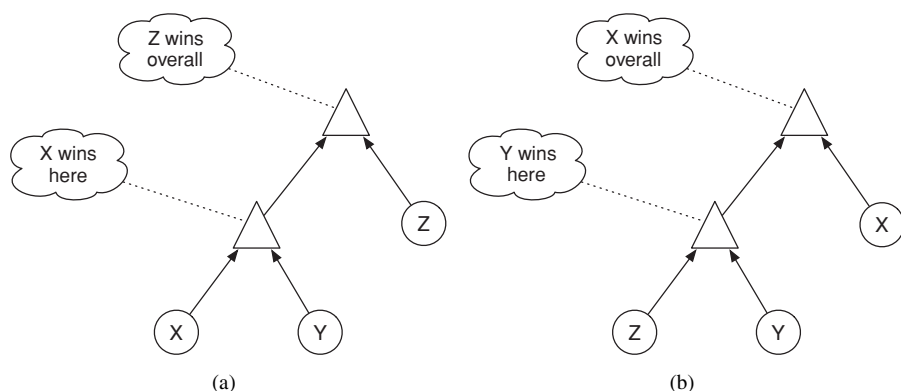 Z wins
overall
X wins
here
Z
X
Y
(a)
X wins
overall
Y wins
here
X
Z
Y
(b)